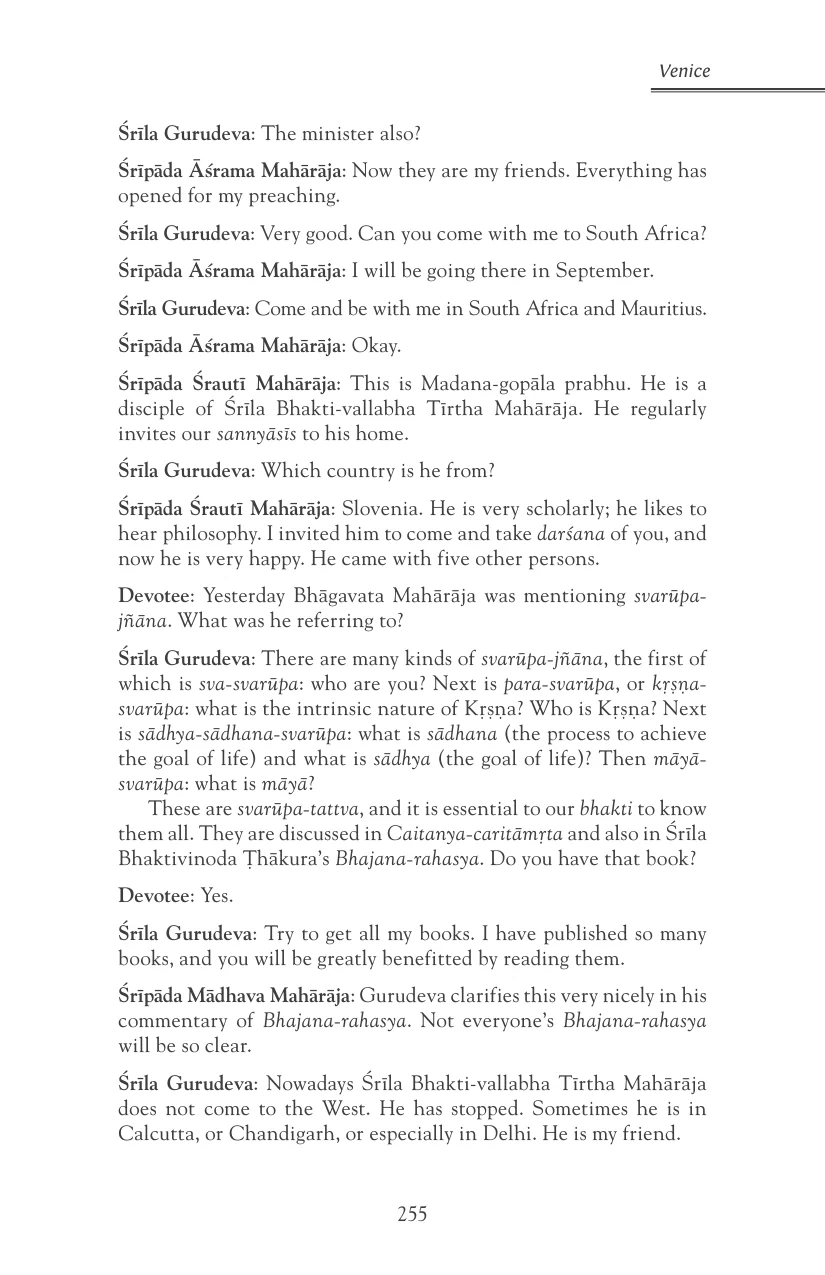 Venice
Śrīla Gurudeva: The minister also?
Śrīpāda Āśrama Mahārāja: Now they are my friends. Everything has
opened for my preaching.
Śrīla Gurudeva: Very good. Can you come with me to South Africa?
Śrīpāda Āśrama Mahārāja: I will be going there in September.
Śrīla Gurudeva: Come and be with me in South Africa and Mauritius.
Śrīpāda Āśrama Mahārāja: Okay.
Śrīpāda Śrautī Mahārāja: This is Madana-gopāla prabhu. He is a
disciple of Śrīla Bhakti-vallabha Tīrtha Mahārāja. He regularly
invites our sannyāsīs to his home.
Śrīla Gurudeva: Which country is he from?
Śrīpāda Śrautī Mahārāja: Slovenia. He is very scholarly; he likes to
hear philosophy. I invited him to come and take darśana of you, and
now he is very happy. He came with five other persons.
Devotee: Yesterday Bhāgavata Mahārāja was mentioning svarūpa-
jñāna. What was he referring to?
Śrīla Gurudeva: There are many kinds of svarūpa-jñāna, the first of
which is sva-svarūpa: who are you? Next is para-svarūpa, or kṛṣṇa-
svarūpa: what is the intrinsic nature of Kṛṣṇa? Who is Kṛṣṇa? Next
is sādhya-sādhana-svarūpa: what is sādhana (the process to achieve
the goal of life) and what is sādhya (the goal of life)? Then māyā-
svarūpa: what is māyā?
These are svarūpa-tattva, and it is essential to our bhakti to know
them all. They are discussed in Caitanya-caritāmṛta and also in Śrīla
Bhaktivinoda Ṭhākura’s Bhajana-rahasya. Do you have that book?
Devotee: Yes.
Śrīla Gurudeva: Try to get all my books. I have published so many
books, and you will be greatly benefitted by reading them.
Śrīpāda Mādhava Mahārāja: Gurudeva clarifies this very nicely in his
commentary of Bhajana-rahasya. Not everyone’s Bhajana-rahasya
will be so clear.
Śrīla Gurudeva: Nowadays Śrīla Bhakti-vallabha Tīrtha Mahārāja
does not come to the West. He has stopped. Sometimes he is in
Calcutta, or Chandigarh, or especially in Delhi. He is my friend.
255